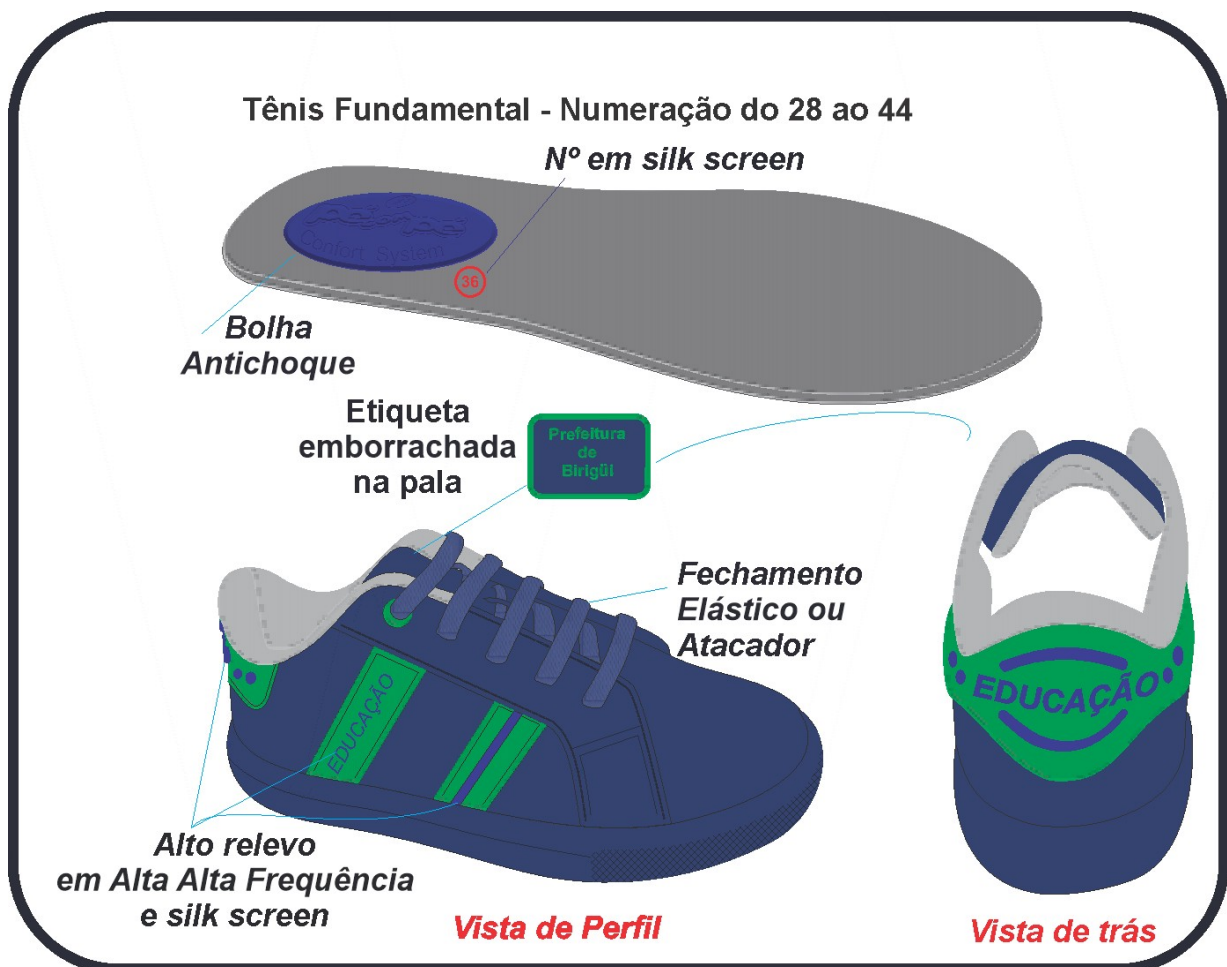 Tênis Fundamental - Numeração do 28 ao 44
Nº em silk screen
Confort System
36
Bolha
Antichoque
Etiqueta
emborrachada
na pala
Prefeitura
de
Birigüi
Fechamento
Elástico ou
Atacador
EDUCAÇÃO
EDUCAÇÃO
Alto relevo
em Alta Alta Frequência
e silk screen
Vista de Perfil
Vista de trás